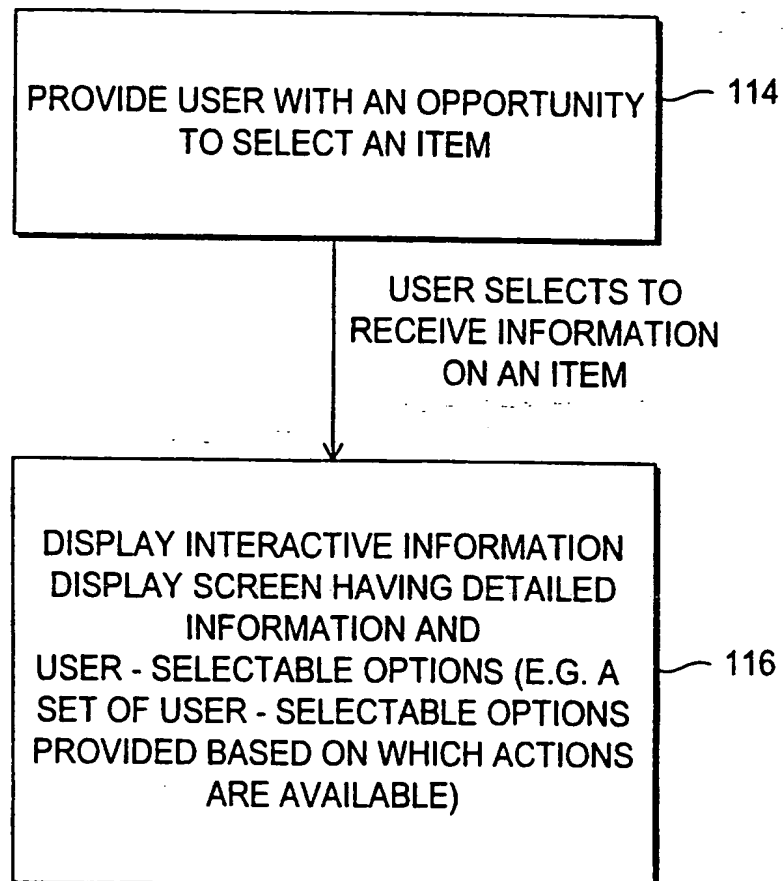 PROVIDE USER WITH AN OPPORTUNITY
TO SELECT AN ITEM
114
USER SELECTS TO
RECEIVE INFORMATION
ON AN ITEM
DISPLAY INTERACTIVE INFORMATION
DISPLAY SCREEN HAVING DETAILED
INFORMATION AND
USER - SELECTABLE OPTIONS (E.G. A
SET OF USER - SELECTABLE OPTIONS
PROVIDED BASED ON WHICH ACTIONS
ARE AVAILABLE)
116